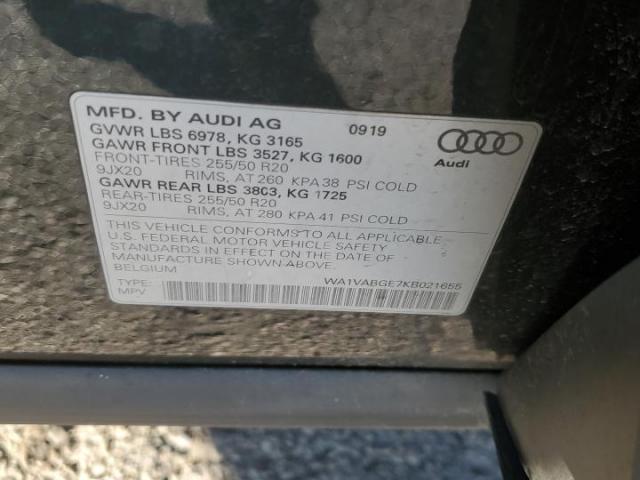 MFD. BY AUDI AG 0919
GVWR LBS 6978, KG 3165
GAWR FRONT LBS 3527, KG 1600
FRONT-TIRES 255/50 R20
9JX20 RIMS, AT 260 KPA 38 PSI COLD
GAWR REAR LBS 3803, KG 1725
REAR-TIRES 255/50 R20
9JX20 RIMS, AT 280 KPA 41 PSI COLD
Audi
THIS VEHICLE CONFORMS TO ALL APPLICABLE
U.S. FEDERAL MOTOR VEHICLE SAFETY
STANDARDS IN EFFECT ON THE DATE OF
MANUFACTURE SHOWN ABOVE.
BELGIUM
TYPE: WA1VABGE7KB021655
MPV